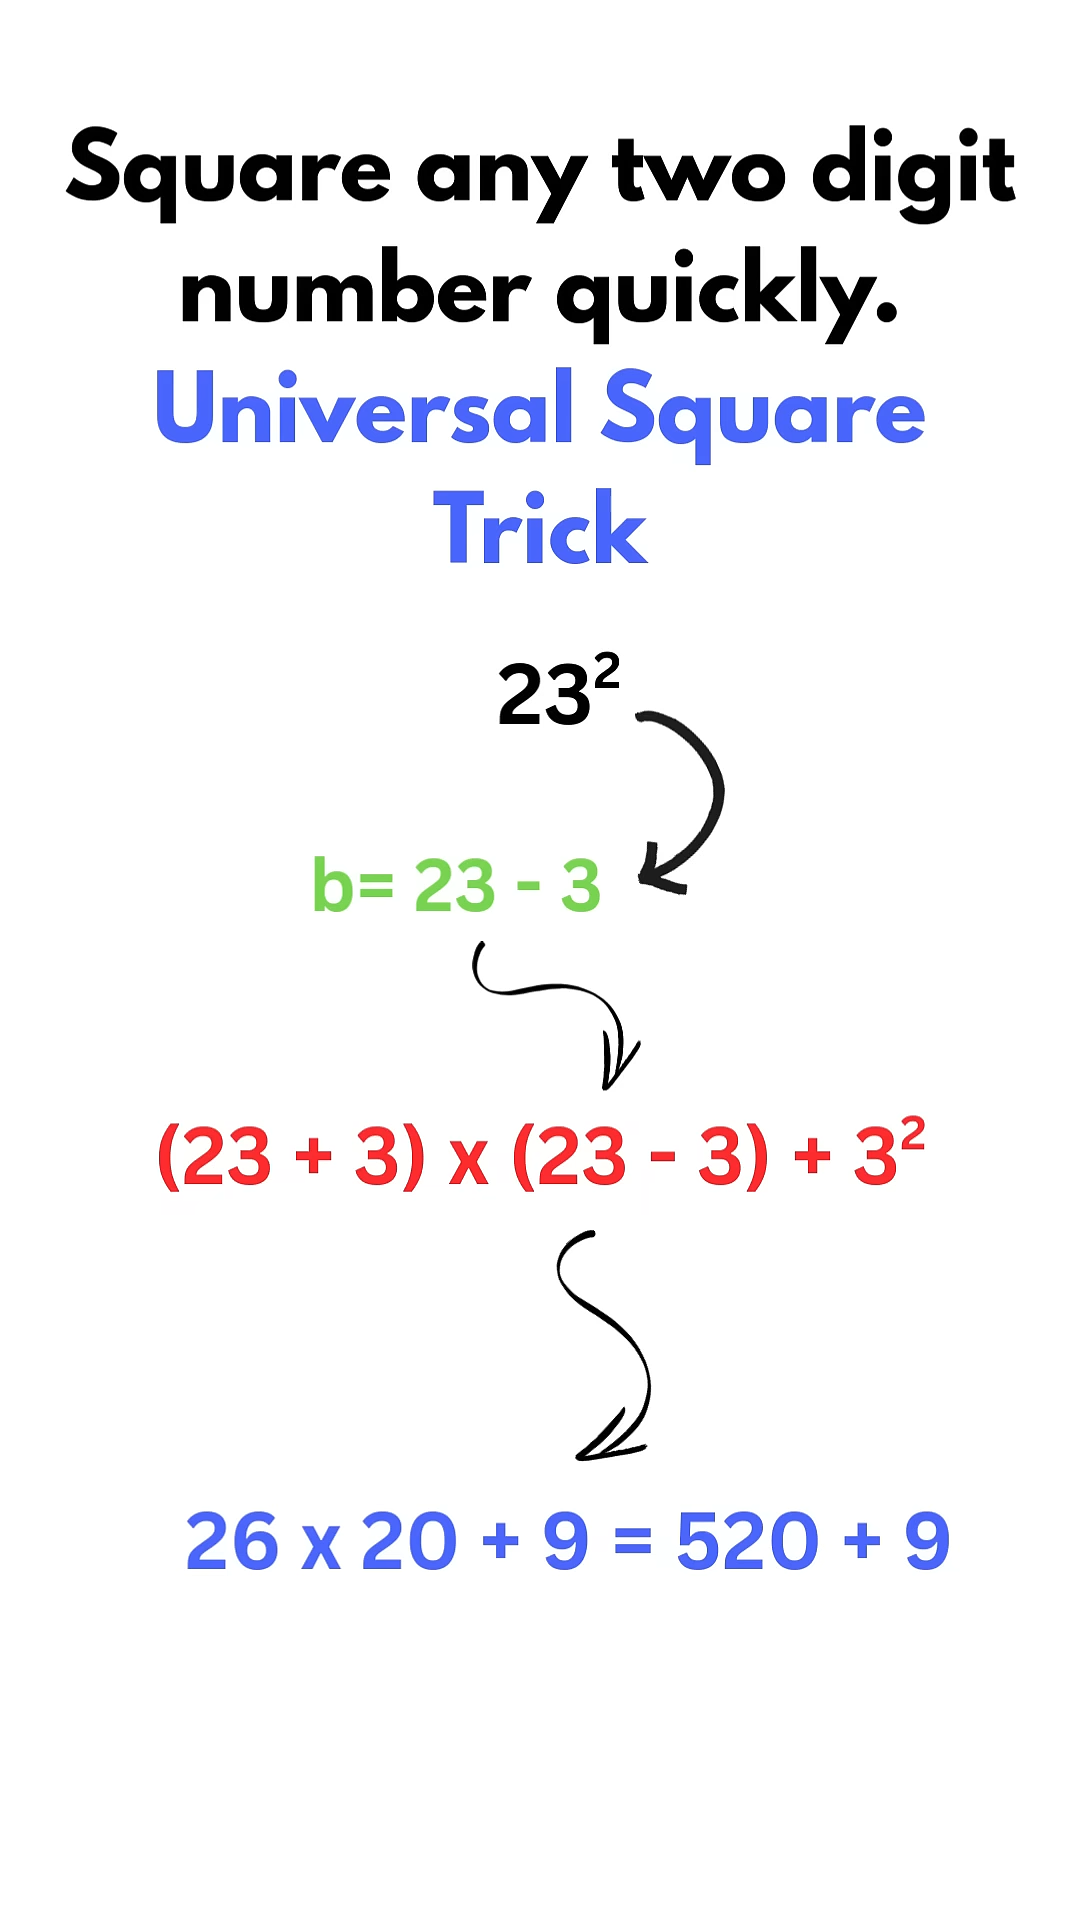 Square any two digit
number quickly.
Universal Square
Trick
23²
b= 23 - 3
(23 + 3) x (23 - 3) + 3²
26 x 20 + 9 = 520 + 9